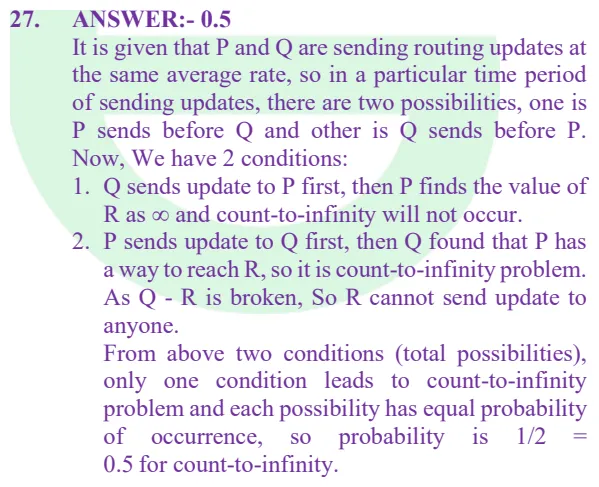 27. ANSWER:- 0.5
It is given that P and Q are sending routing updates at
the same average rate, so in a particular time period
of sending updates, there are two possibilities, one is
P sends before Q and other is Q sends before P.
Now, We have 2 conditions:
1. Q sends update to P first, then P finds the value of
R as ∞ and count-to-infinity will not occur.
2. P sends update to Q first, then Q found that P has
a way to reach R, so it is count-to-infinity problem.
As Q - R is broken, So R cannot send update to
anyone.
From above two conditions (total possibilities),
only one condition leads to count-to-infinity
problem and each possibility has equal probability
of occurrence, so probability is 1/2 =
0.5 for count-to-infinity.